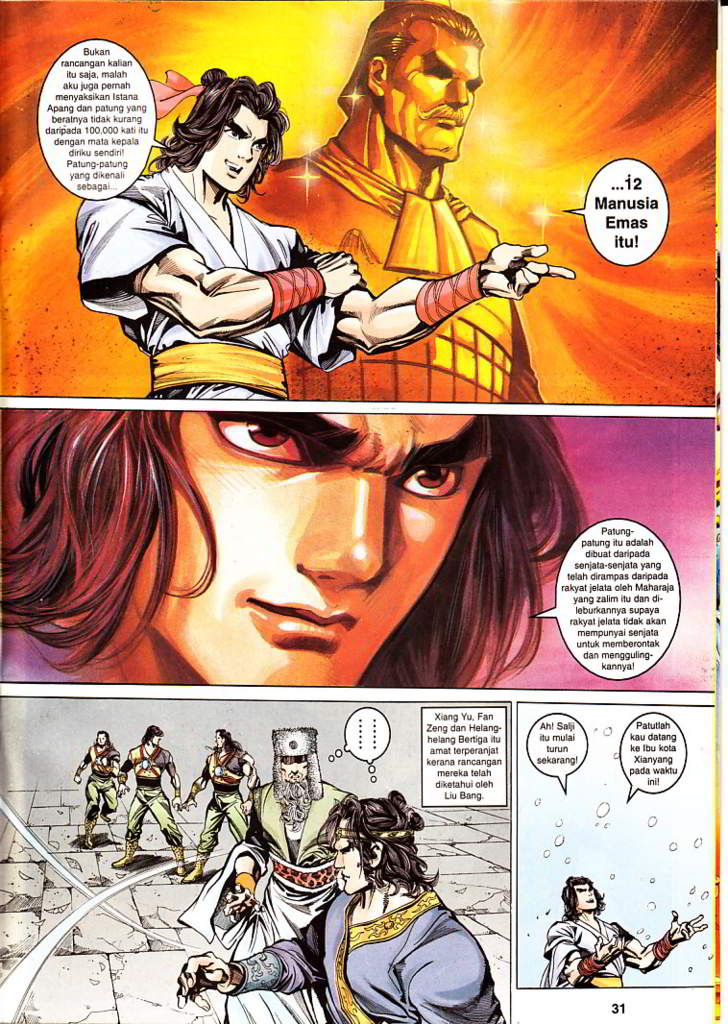 Bukan
rancangan kalian
itu saja, malah
aku juga pernah
menyaksikan Istana
Apang dan patung yang
beratnya tidak kurang
daripada 100,000 kati itu
dengan mata kepala
diriku sendiri!
Patung-patung
yang dikenali
sebagai...
...12
Manusia
Emas
itu!
Patung-
patung itu adalah
dibuat daripada
senjata-senjata yang
telah dirampas daripada
rakyat jelata oleh Maharaja
yang zalim itu dan di-
leburkannya supaya
rakyat jelata tidak akan
mempunyai senjata
untuk memberontak
dan mengguling-
kannya!
Xiang Yu, Fan
Zeng dan Helang-
helang Bertiga itu
amat terperanjat
kerana rancangan
mereka telah
diketahui oleh
Liu Bang.
Ah! Salji
itu mulai
turun
sekarang!
Patutlah
kau datang
ke Ibu kota
Xianyang
pada waktu
ini!
31